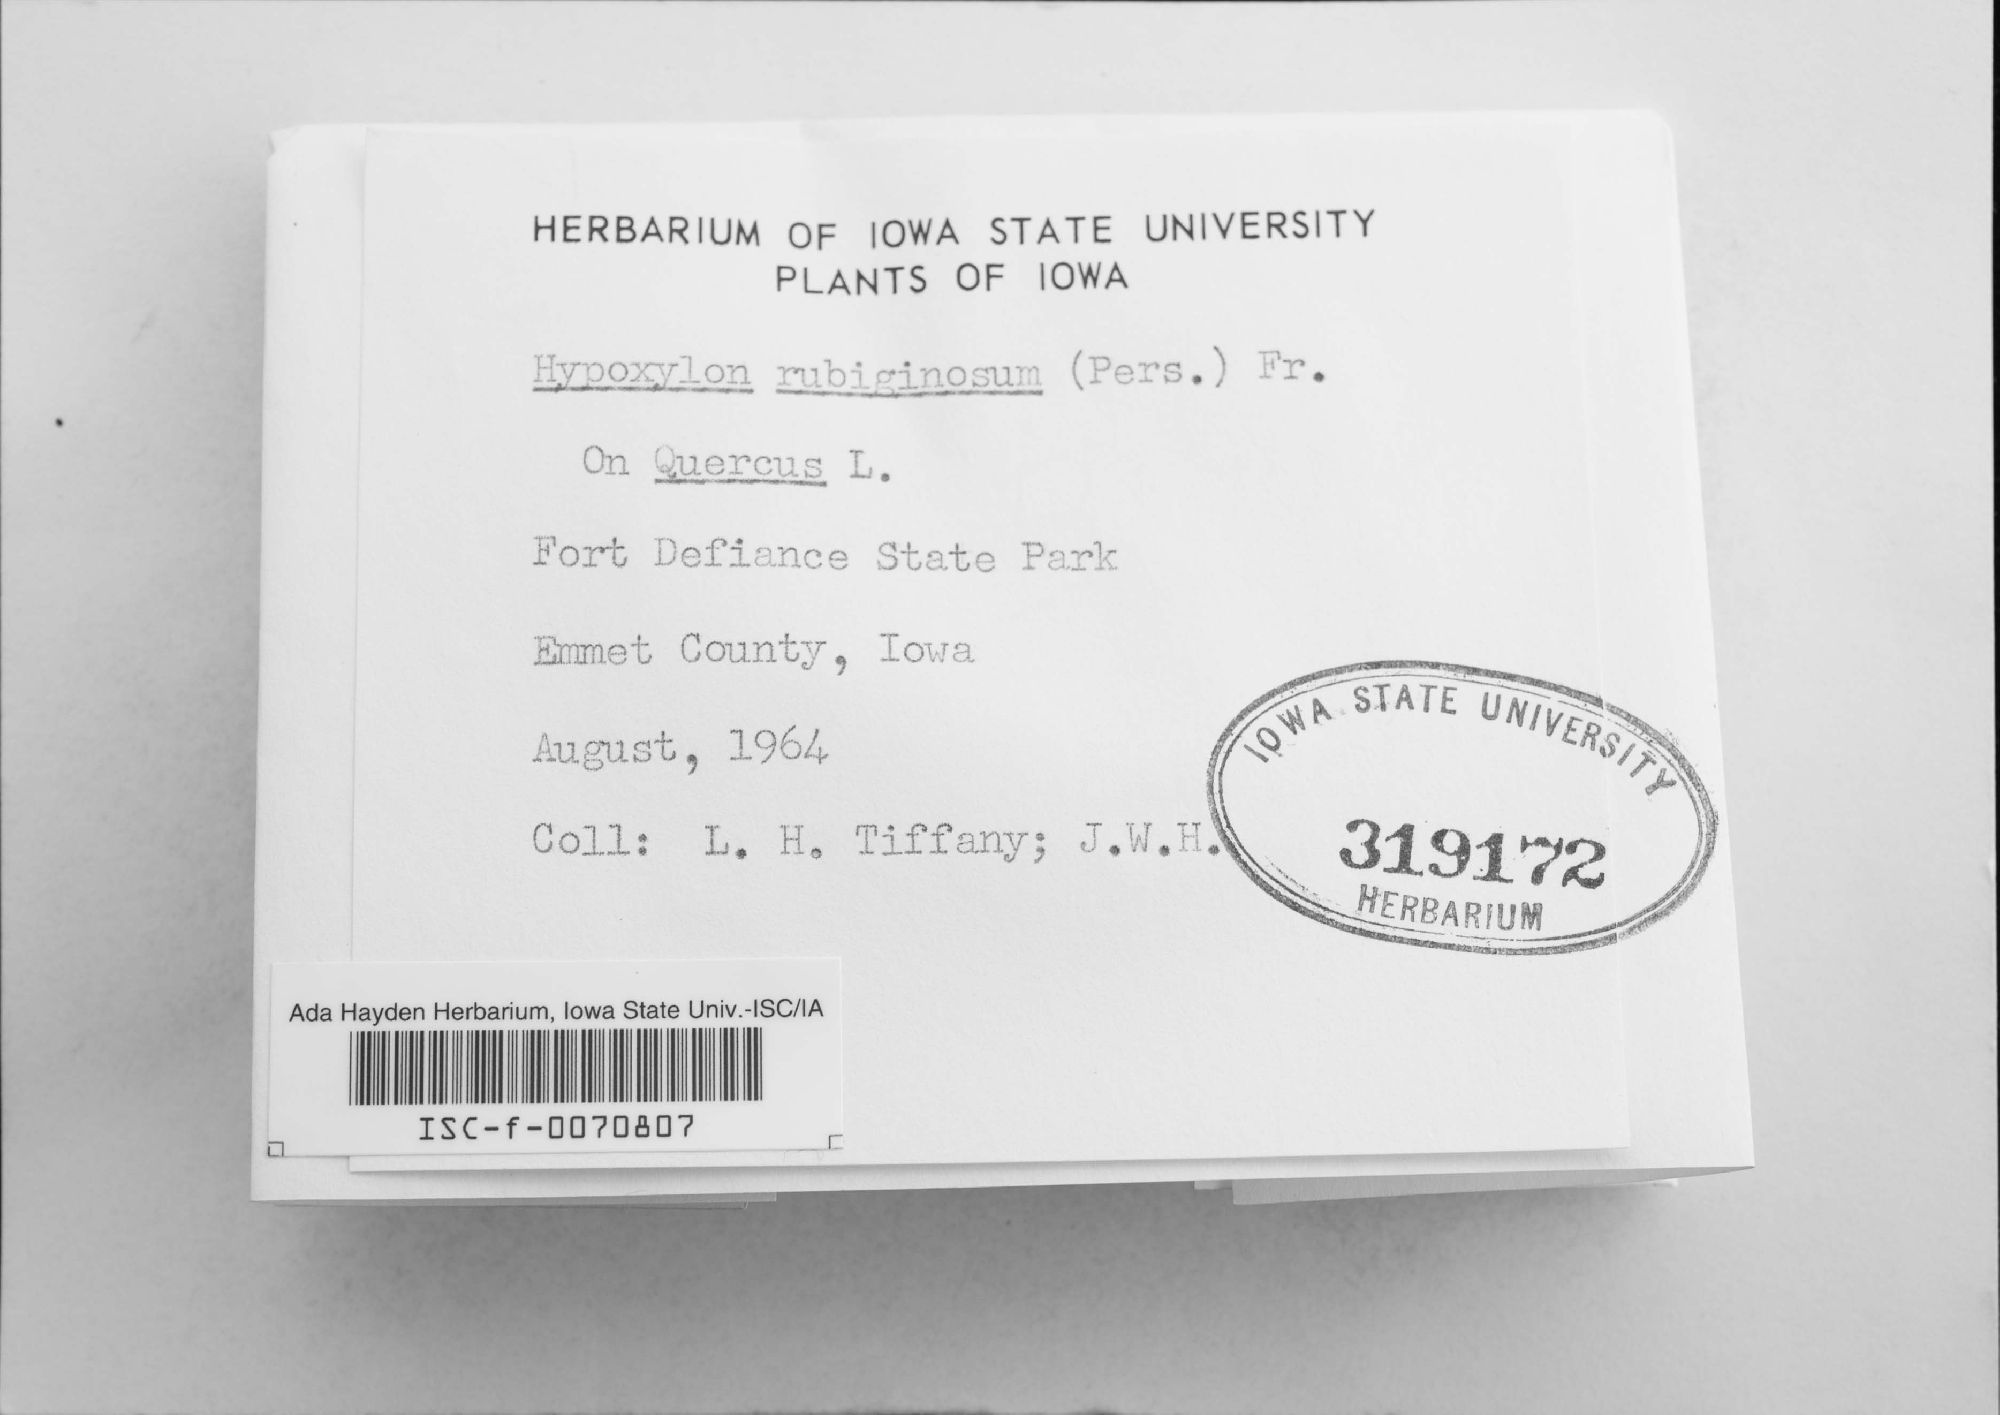 HERBARIUM OF IOWA STATE UNIVERSITY
PLANTS OF IOWA
Hypoxylon rubiginosum (Pers.) Fr.
On Quercus L.
Fort Defiance State Park
Emmet County, Iowa
August, 1964
Coll: L. H. Tiffany; J.W.H.
IOWA STATE UNIVERSITY
319172
HERBARIUM
Ada Hayden Herbarium, Iowa State Univ.-ISC/IA
ISC-f-0070807